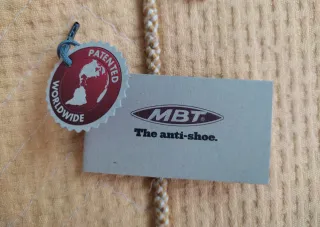 PATENTED
WORLDWIDE
MBT®
The anti-shoe.